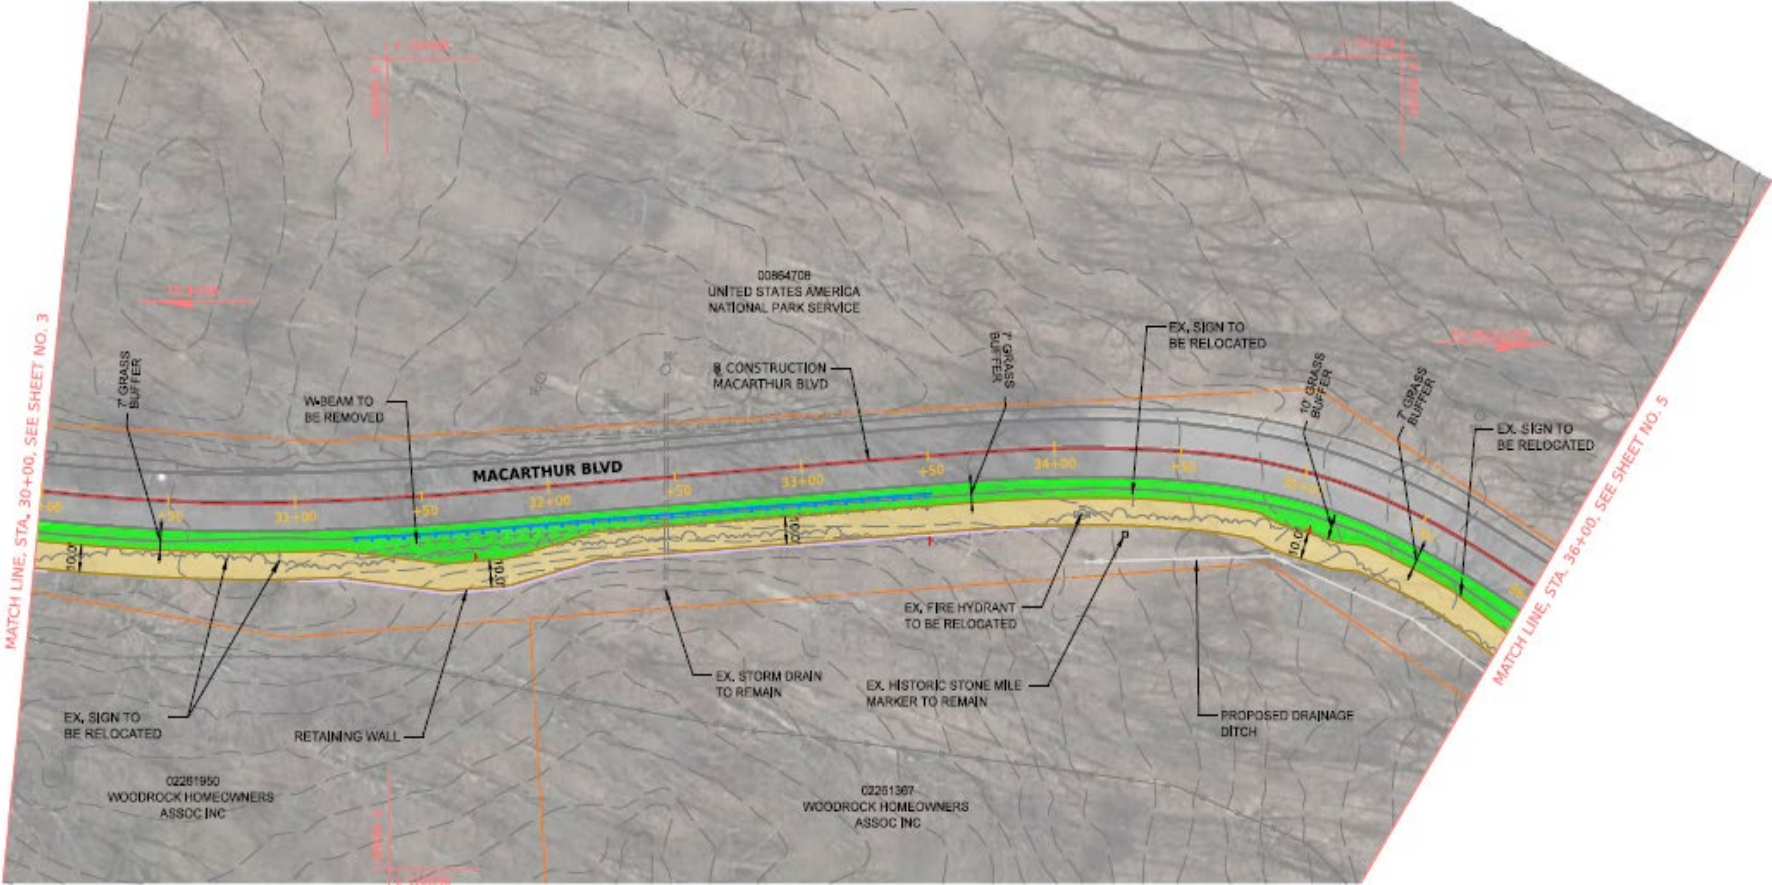 00864708
UNITED STATES AMERICA
NATIONAL PARK SERVICE
MATCH LINE, STA. 30+00, SEE SHEET NO. 3
7' GRASS
BUFFER
W-BEAM TO
BE REMOVED
CONSTRUCTION
MACARTHUR BLVD
7' GRASS
BUFFER
EX. SIGN TO
BE RELOCATED
10' GRASS
BUFFER
7' GRASS
BUFFER
EX. SIGN TO
BE RELOCATED
MATCH LINE, STA. 36+00, SEE SHEET NO. 5
MACARTHUR BLVD
+00
+50
31+00
+50
32+00
+50
33+00
+50
34+00
+50
10.0'
10.0'
10.0'
10.0'
EX. FIRE HYDRANT
TO BE RELOCATED
EX. STORM DRAIN
TO REMAIN
EX. HISTORIC STONE MILE
MARKER TO REMAIN
PROPOSED DRAINAGE
DITCH
EX. SIGN TO
BE RELOCATED
RETAINING WALL
02261950
WOODROCK HOMEOWNERS
ASSOC INC
02261367
WOODROCK HOMEOWNERS
ASSOC INC